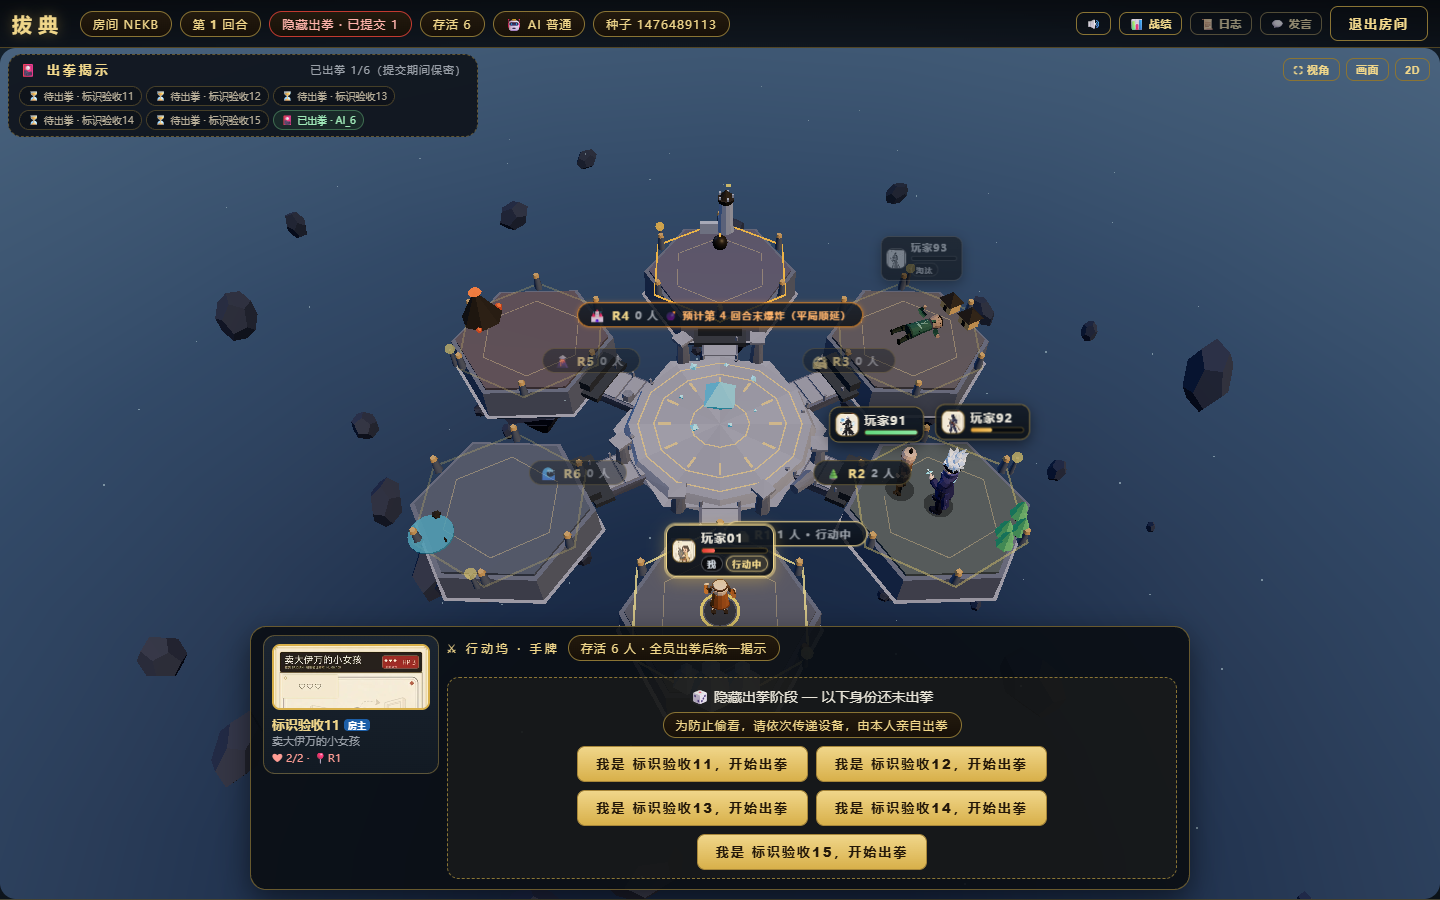 拔典 房间 NEKB 第 1 回合 隐藏出拳 · 已提交 1 存活 6 AI 普通 种子 1476489113 战绩 日志 发言 退出房间
出拳揭示 已出拳 1/6（提交期间保密）
待出拳 · 标识验收11 待出拳 · 标识验收12 待出拳 · 标识验收13
待出拳 · 标识验收14 待出拳 · 标识验收15 已出拳 · AI_6
视角 画面 2D
玩家93
淘汰
R4 0 人 预计第 4 回合末爆炸（平局顺延）
R5 0 人 R3 0 人
玩家91 玩家92
R6 0 人 R2 2 人
玩家01
我 行动中
1 人 · 行动中
行动坞 · 手牌 存活 6 人 · 全员出拳后统一揭示
卖大伊万的小女孩
标识验收11 房主
卖大伊万的小女孩
2/2 · R1
隐藏出拳阶段 — 以下身份还未出拳
为防止偷看，请依次传递设备，由本人亲自出拳
我是 标识验收11，开始出拳 我是 标识验收12，开始出拳
我是 标识验收13，开始出拳 我是 标识验收14，开始出拳
我是 标识验收15，开始出拳